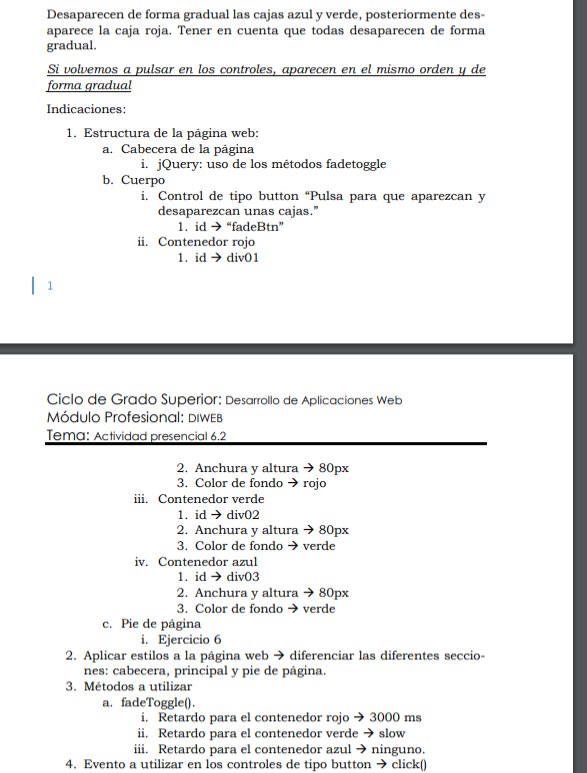 Desaparecen de forma gradual las cajas azul y verde, posteriormente des-
aparece la caja roja. Tener en cuenta que todas desaparecen de forma
gradual.
Si volvemos a pulsar en los controles, aparecen en el mismo orden y de
forma gradual
Indicaciones:
1. Estructura de la página web:
a. Cabecera de la página
i. jQuery: uso de los métodos fadetoggle
b. Cuerpo
i. Control de tipo button “Pulsa para que aparezcan y
desaparezcan unas cajas.”
1. id → “fadeBtn”
ii. Contenedor rojo
1. id → div01
1
Ciclo de Grado Superior: Desarrollo de Aplicaciones Web
Módulo Profesional: DIWEB
Tema: Actividad presencial 6.2
2. Anchura y altura → 80px
3. Color de fondo → rojo
iii. Contenedor verde
1. id → div02
2. Anchura y altura → 80px
3. Color de fondo → verde
iv. Contenedor azul
1. id → div03
2. Anchura y altura → 80px
3. Color de fondo → verde
c. Pie de página
i. Ejercicio 6
2. Aplicar estilos a la página web → diferenciar las diferentes seccio-
nes: cabecera, principal y pie de página.
3. Métodos a utilizar
a. fadeToggle().
i. Retardo para el contenedor rojo → 3000 ms
ii. Retardo para el contenedor verde → slow
iii. Retardo para el contenedor azul → ninguno.
4. Evento a utilizar en los controles de tipo button → click()